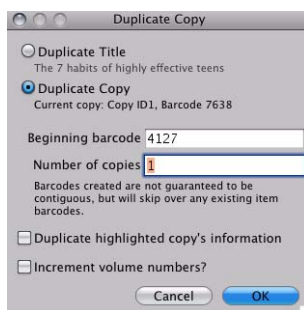 Duplicate Copy
Duplicate Title
The 7 habits of highly effective teens
Duplicate Copy
Current copy: Copy ID1, Barcode 7638
Beginning barcode 4127
Number of copies 1
Barcodes created are not guaranteed to be
contiguous, but will skip over any existing item
barcodes.
Duplicate highlighted copy's information
Increment volume numbers?
Cancel OK